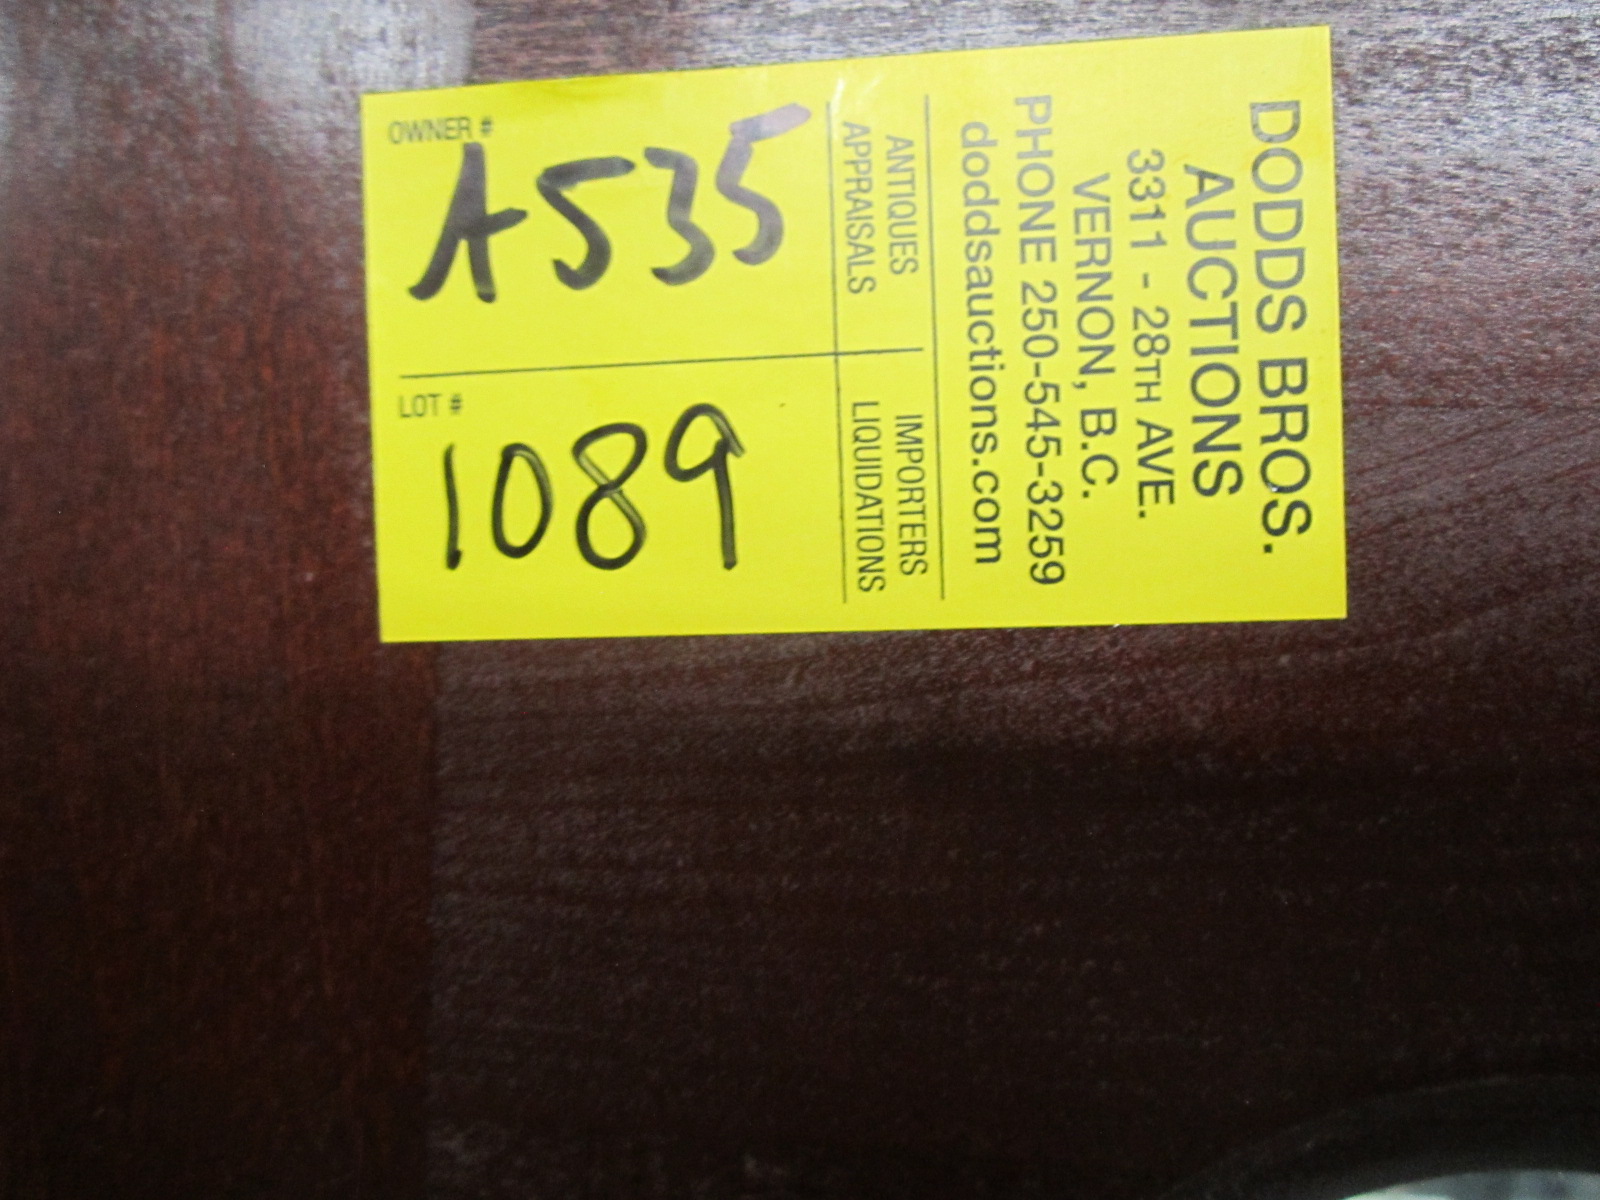 DODDS BROS.
AUCTIONS
3311 - 28TH AVE.
VERNON, B.C.
PHONE 250-545-3259
doddsauctions.com
ANTIQUES IMPORTERS
APPRAISALS LIQUIDATIONS
OWNER #
A535
LOT #
1089